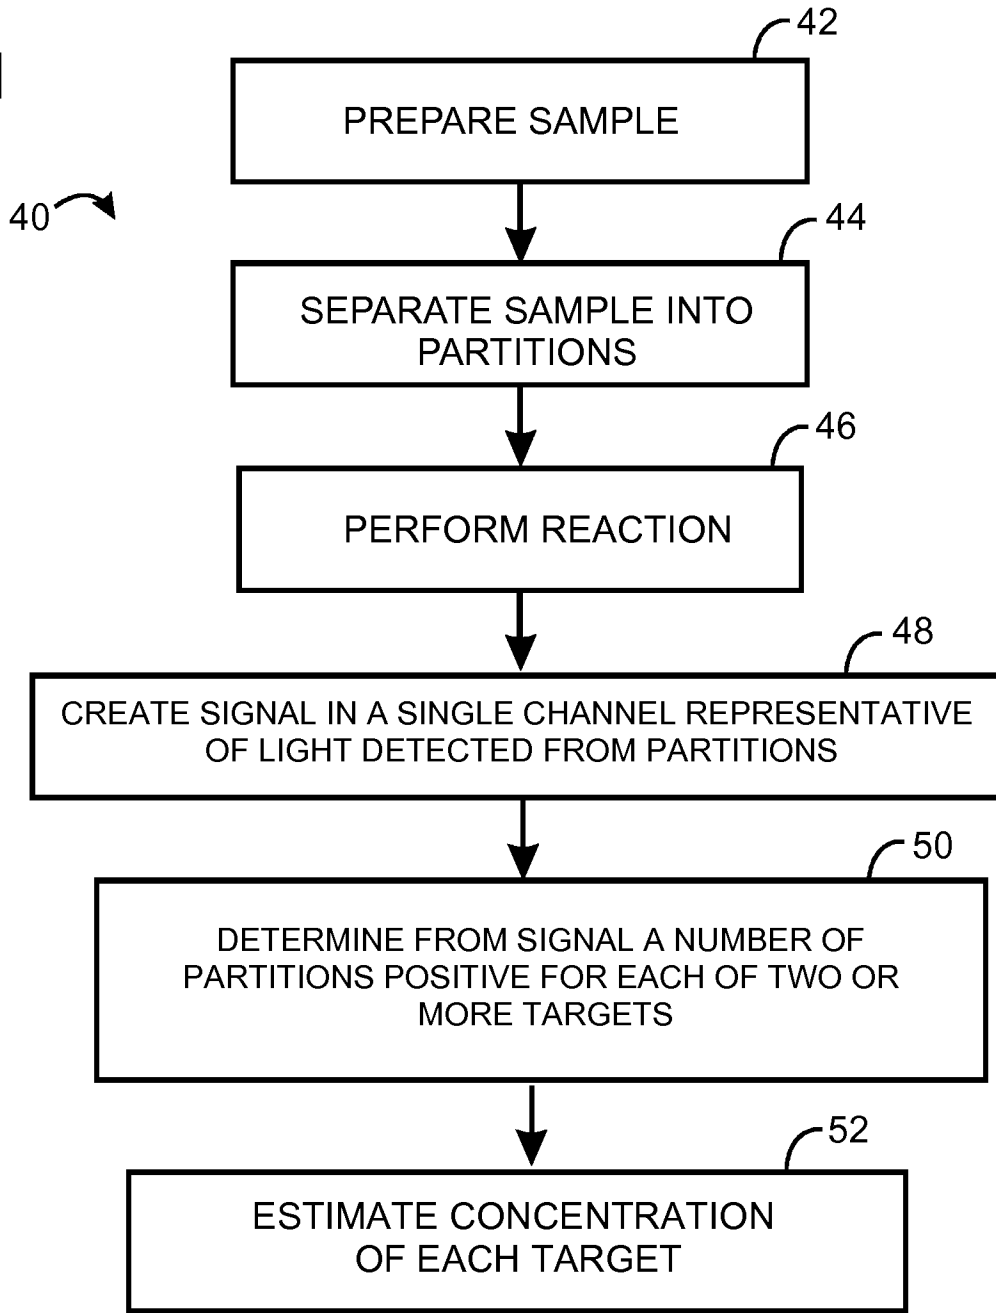 42
PREPARE SAMPLE
40
44
SEPARATE SAMPLE INTO
PARTITIONS
46
PERFORM REACTION
48
CREATE SIGNAL IN A SINGLE CHANNEL REPRESENTATIVE
OF LIGHT DETECTED FROM PARTITIONS
50
DETERMINE FROM SIGNAL A NUMBER OF
PARTITIONS POSITIVE FOR EACH OF TWO OR
MORE TARGETS
52
ESTIMATE CONCENTRATION
OF EACH TARGET